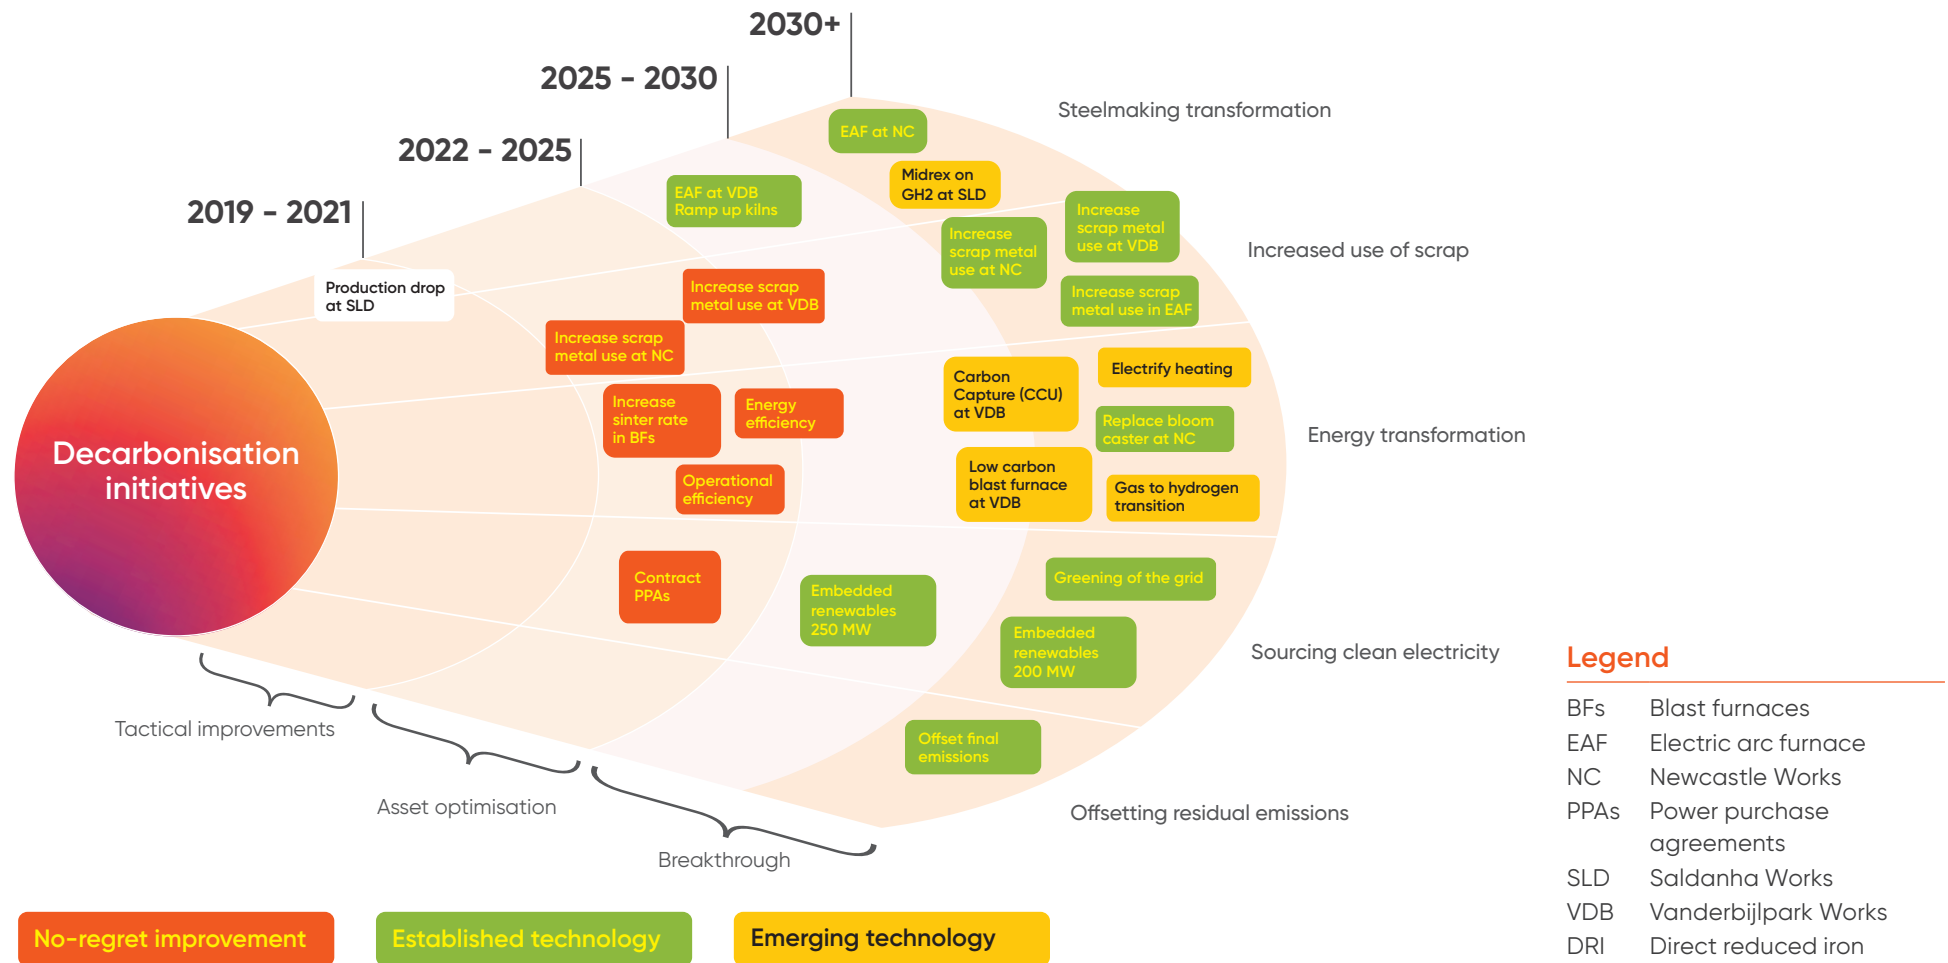 2030+
2025 - 2030
2022 - 2025
2019 - 2021
Steelmaking transformation
Increased use of scrap
Energy transformation
Sourcing clean electricity
Offsetting residual emissions
Decarbonisation
initiatives
Production drop
at SLD
EAF at VDB
Ramp up kilns
EAF at NC
Midrex on
GH2 at SLD
Increase scrap
metal use at NC
Increase scrap
metal use at VDB
Increase
scrap metal
use at NC
Increase
scrap metal
use at VDB
Increase scrap
metal use in EAF
Increase
sinter rate
in BFs
Energy
efficiency
Operational
efficiency
Carbon
Capture (CCU)
at VDB
Electrify heating
Replace bloom
caster at NC
Low carbon
blast furnace
at VDB
Gas to hydrogen
transition
Contract
PPAs
Embedded
renewables
250 MW
Greening of the grid
Embedded
renewables
200 MW
Offset final
emissions
Tactical improvements
Asset optimisation
Breakthrough
No-regret improvement
Established technology
Emerging technology
Legend
BFs Blast furnaces
EAF Electric arc furnace
NC Newcastle Works
PPAs Power purchase
agreements
SLD Saldanha Works
VDB Vanderbijlpark Works
DRI Direct reduced iron